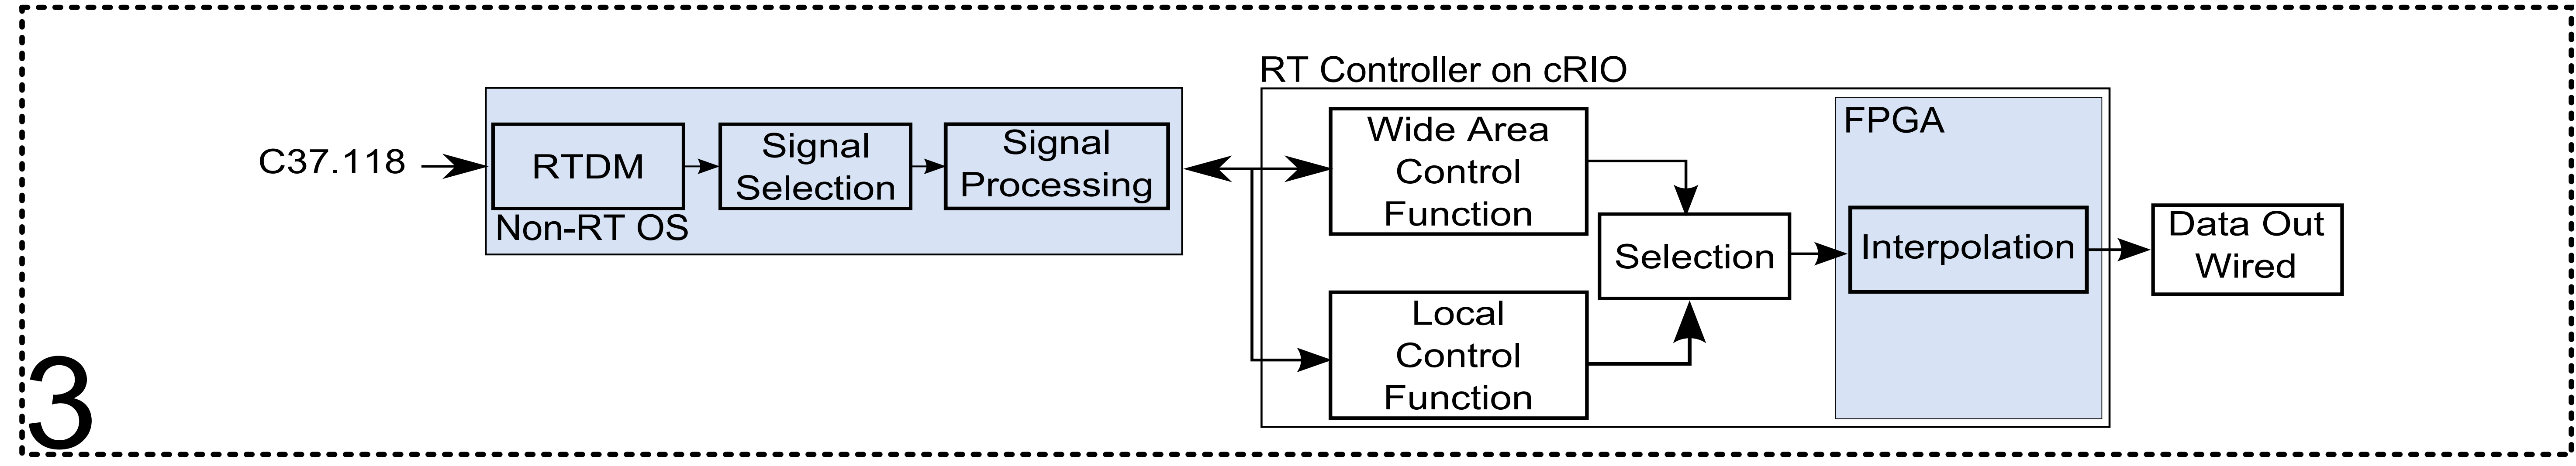 C37.118
RTDM
Non-RT OS
Signal
Selection
Signal
Processing
RT Controller on cRIO
Wide Area
Control
Function
Local
Control
Function
Selection
FPGA
Interpolation
Data Out
Wired
3